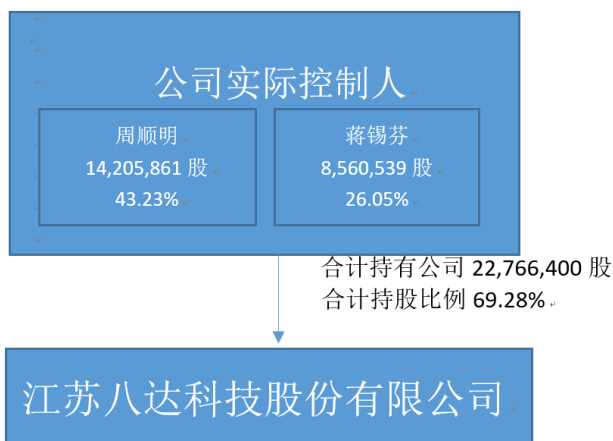 公司实际控制人
周顺明
14,205,861 股
43.23%
蒋锡芬
8,560,539 股
26.05%
合计持有公司 22,766,400 股
合计持股比例 69.28%
江苏八达科技股份有限公司